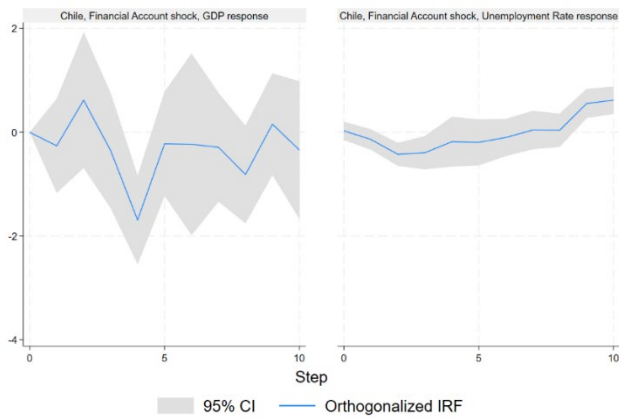 Chile, Financial Account shock, GDP response
Chile, Financial Account shock, Unemployment Rate response
2
0
-2
-4
0
5
10
0
5
10
Step
95% CI
Orthogonalized IRF